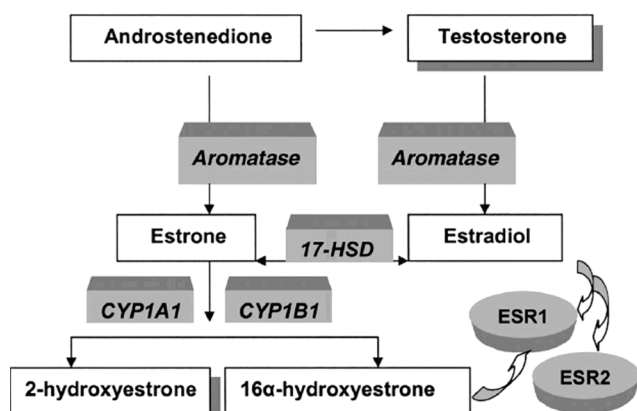 Androstenedione
Testosterone
Aromatase
Aromatase
Estrone
17-HSD
Estradiol
CYP1A1
CYP1B1
ESR1
ESR2
2-hydroxyestrone
16α-hydroxyestrone